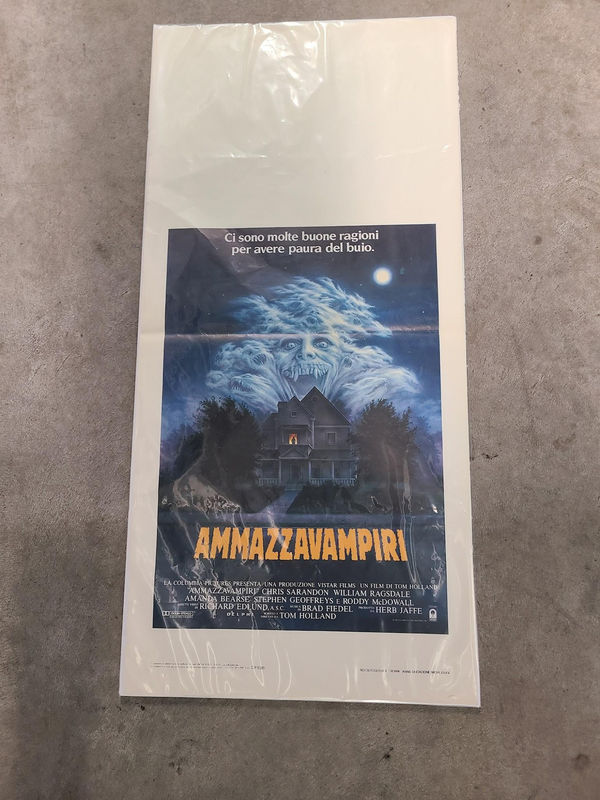 Ci sono molte buone ragioni
per avere paura del buio.
AMMAZZAVAMPIRI
LA COLUMBIA PICTURES PRESENTA UNA PRODUZIONE VISTAR FILMS UN FILM DI TOM HOLLAND
"AMMAZZAVAMPIRI" CHRIS SARANDON WILLIAM RAGSDALE
AMANDA BEARSE STEPHEN GEOFFREYS E RODDY McDOWALL
RICHARD EDLUND, A.S.C. BRAD FIEDEL HERB JAFFE
DELPHI TOM HOLLAND